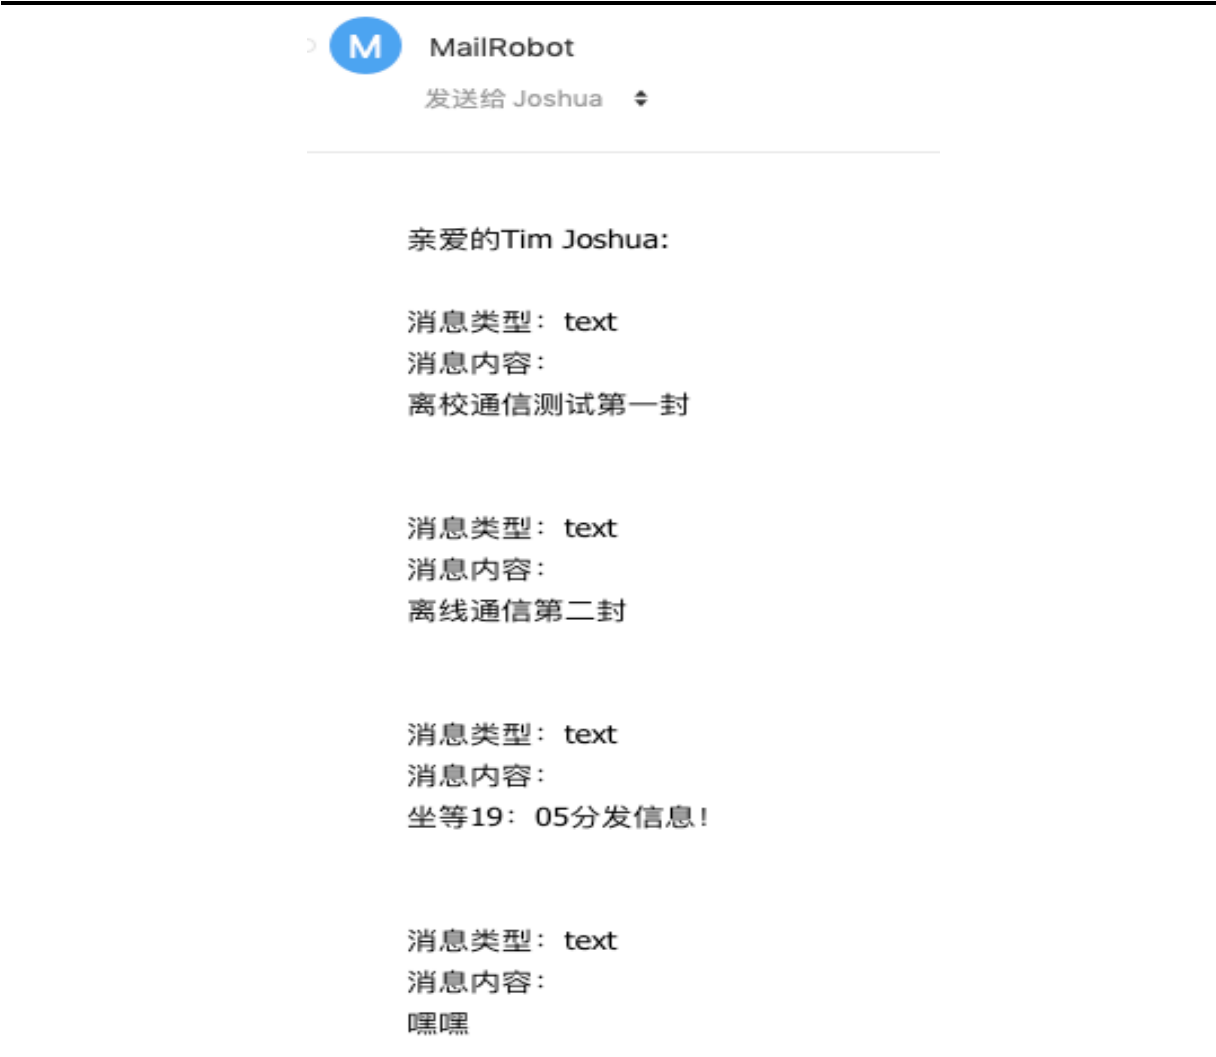 M MailRobot
发送给 Joshua
亲爱的Tim Joshua:
消息类型：text
消息内容：
离校通信测试第一封
消息类型：text
消息内容：
离线通信第二封
消息类型：text
消息内容：
坐等19：05分发信息！
消息类型：text
消息内容：
嘿嘿